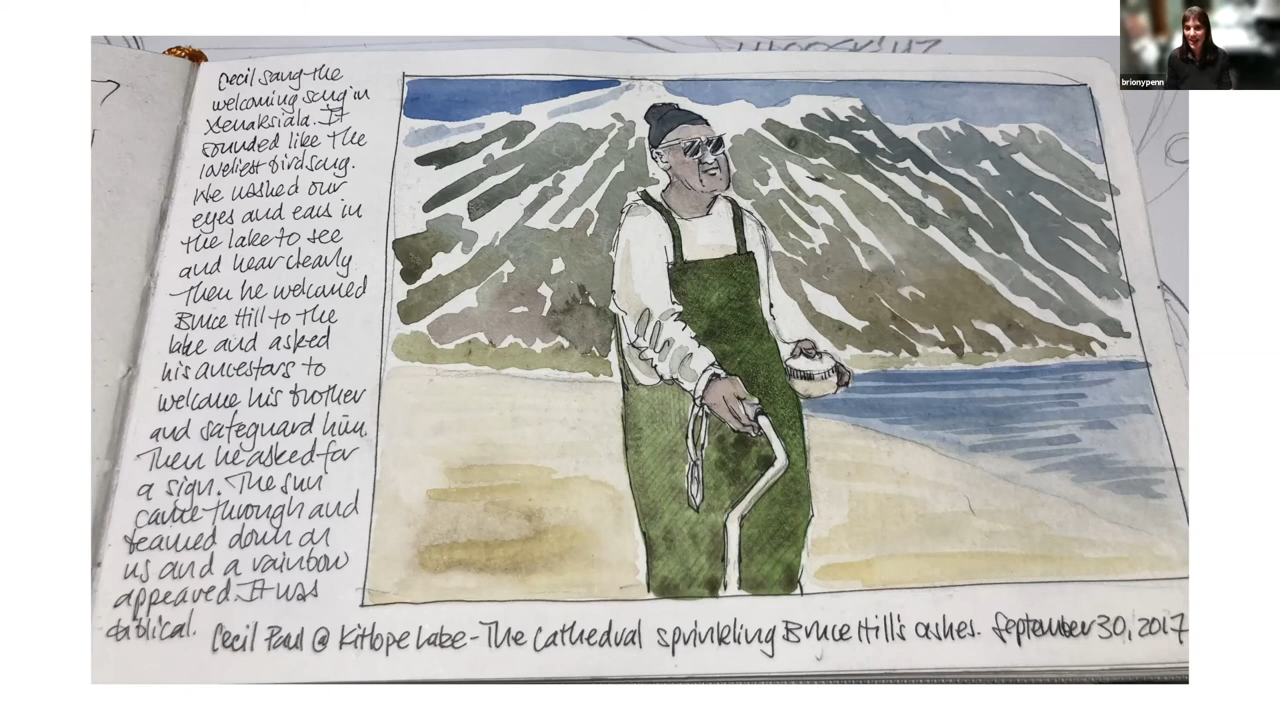 brionypenn
Cecil sang the
welcoming song in
Xenaksiala. It
sounded like the
loveliest birdsong.
We washed our
eyes and ears in
the lake to see
and hear clearly
Then he welcomed
Bruce Hill to the
lake and asked
his ancestors to
welcome his brother
and safeguard him.
Then he asked for
a sign. The sun
came through and
beamed down on
us and a rainbow
appeared. It was
biblical.
Cecil Paul @ Kitlope Lake - The Cathedral sprinkling Bruce Hill's ashes. September 30, 2017